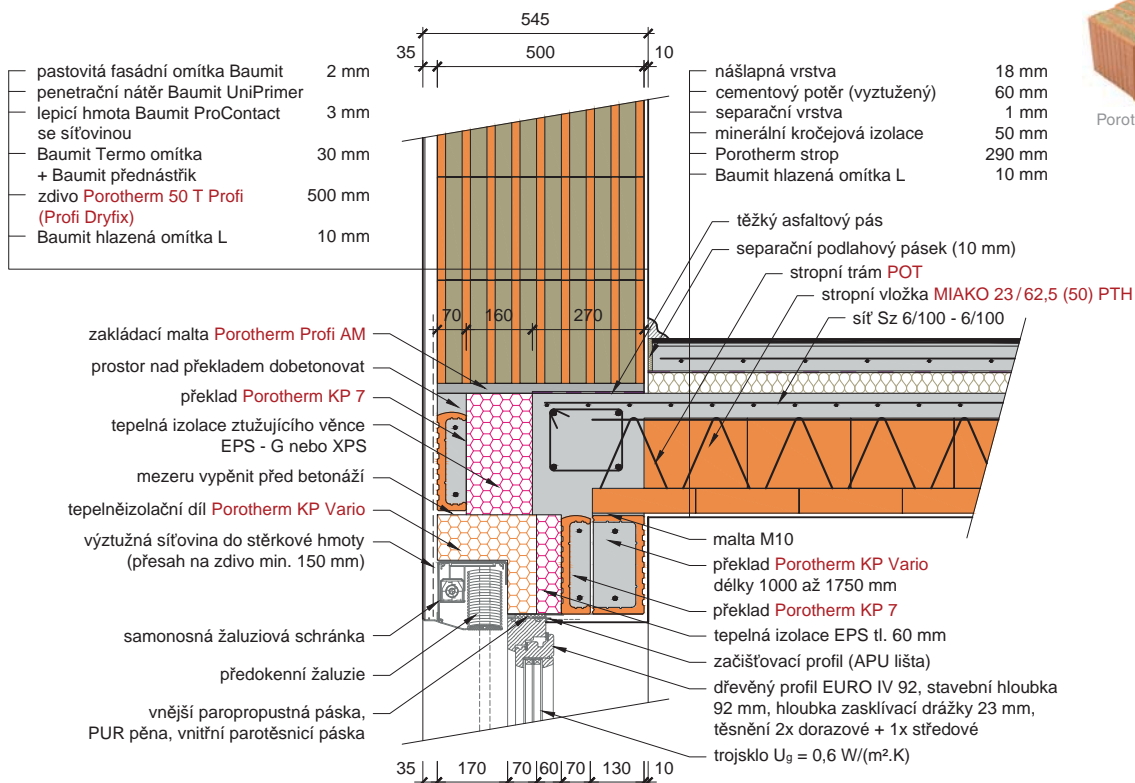 545
35 500 10
pastovitá fasádní omítka Baumit 2 mm
penetrační nátěr Baumit UniPrimer
lepicí hmota Baumit ProContact 3 mm
se síťovinou
Baumit Termo omítka 30 mm
+ Baumit přednástřik
zdivo Porotherm 50 T Profi 500 mm
(Profi Dryfix)
Baumit hlazená omítka L 10 mm
nášlapná vrstva 18 mm
cementový potěr (vyztužený) 60 mm
separační vrstva 1 mm
minerální kročejová izolace 50 mm
Porotherm strop 290 mm
Baumit hlazená omítka L 10 mm
Porot
těžký asfaltový pás
separační podlahový pásek (10 mm)
stropní trám POT
stropní vložka MIAKO 23/62,5 (50) PTH
síť Sz 6/100 - 6/100
70 160 270
zakládací malta Porotherm Profi AM
prostor nad překladem dobetonovat
překlad Porotherm KP 7
tepelná izolace ztužujícího věnce
EPS - G nebo XPS
mezeru vypěnit před betonáží
tepelněizolační díl Porotherm KP Vario
výztužná síťovina do stěrkové hmoty
(přesah na zdivo min. 150 mm)
samonosná žaluziová schránka
předokenní žaluzie
vnější paropropustná páska,
PUR pěna, vnitřní parotěsnicí páska
malta M10
překlad Porotherm KP Vario
délky 1000 až 1750 mm
překlad Porotherm KP 7
tepelná izolace EPS tl. 60 mm
začišťovací profil (APU lišta)
dřevěný profil EURO IV 92, stavební hloubka
92 mm, hloubka zasklívací drážky 23 mm,
těsnění 2x dorazové + 1x středové
trojsklo Ug = 0,6 W/(m².K)
35 170 70 60 70 130 10